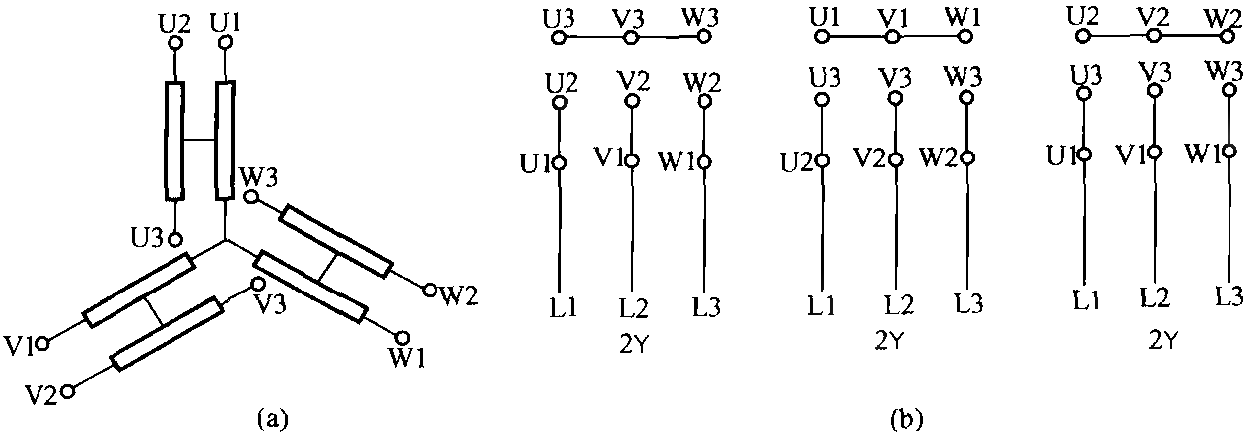 U2 U1
W3
U3
W2
V3
V1
W1
V2
(a)
U3 V3 W3
U2 V2 W2
U1 V1 W1
L1 L2 L3
2Y
U1 V1 W1
U3 V3 W3
U2 V2 W2
L1 L2 L3
2Y
U2 V2 W2
U3 V3 W3
U1 V1 W1
L1 L2 L3
2Y
(b)